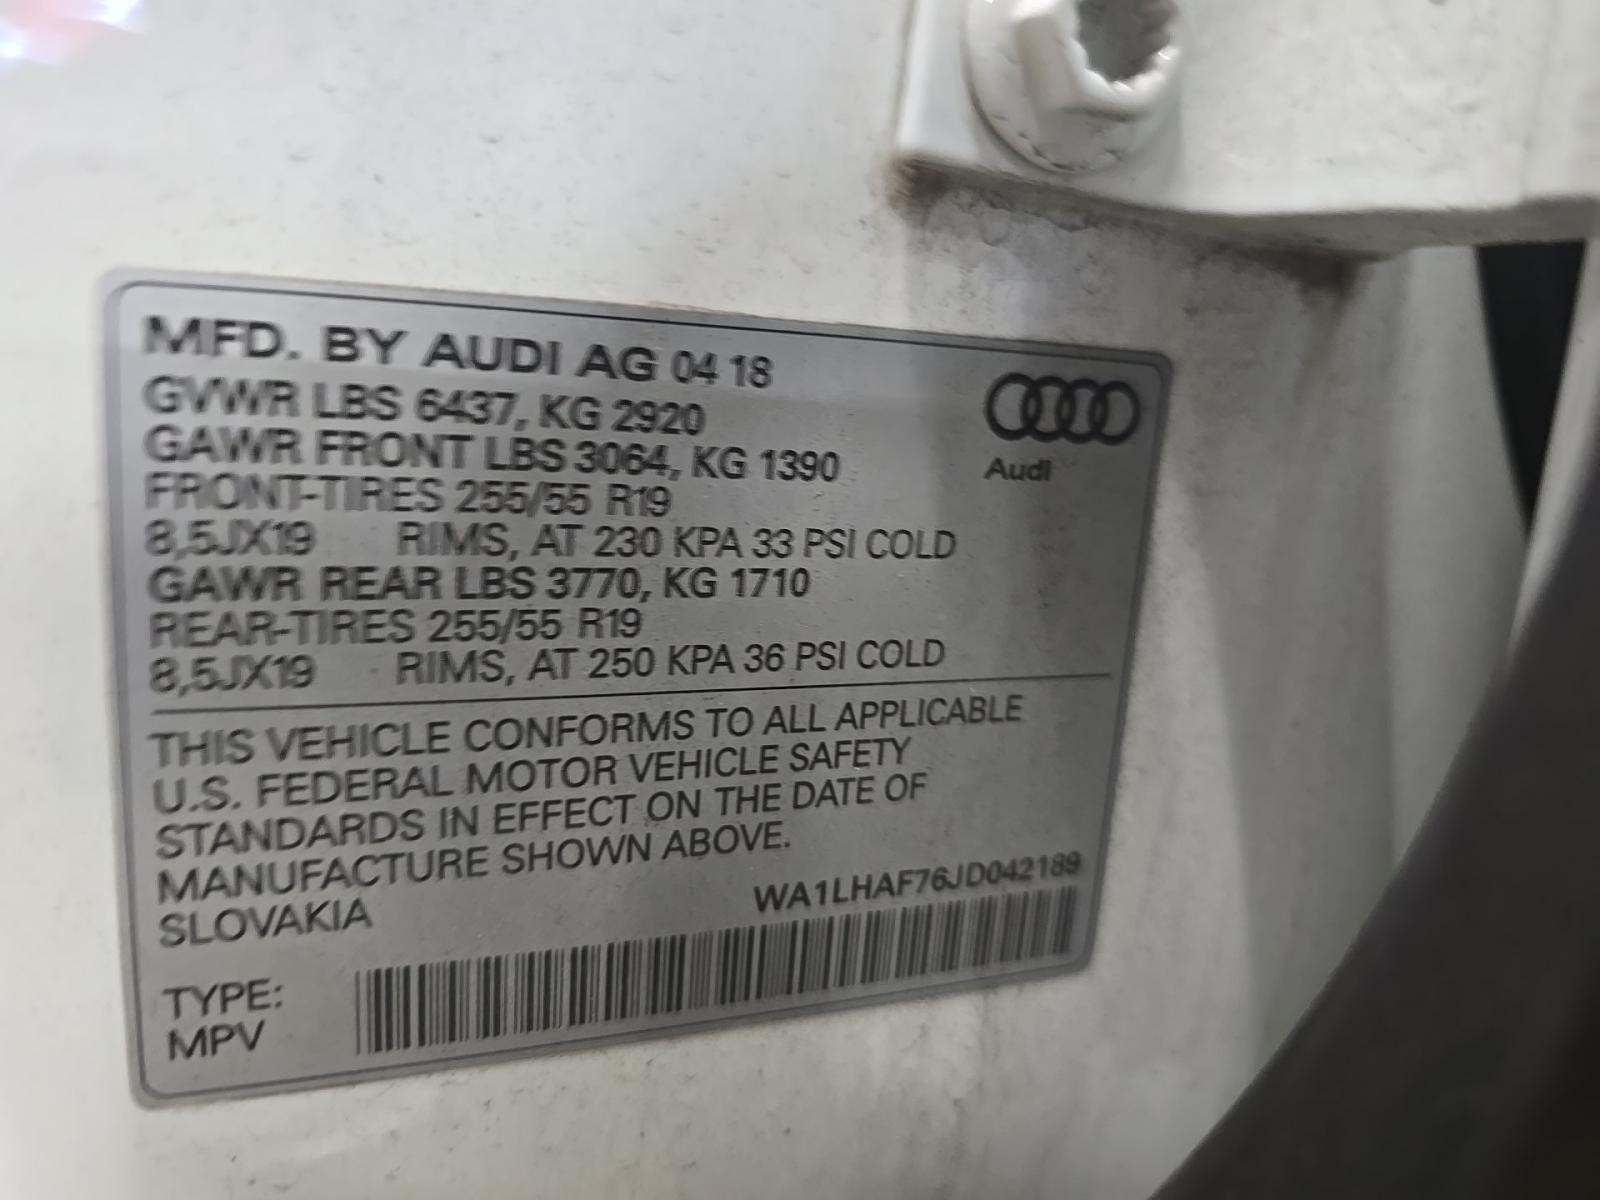 MFD. BY AUDI AG 04 18
GVWR LBS 6437, KG 2920
GAWR FRONT LBS 3064, KG 1390
FRONT-TIRES 255/55 R19
8,5JX19 RIMS, AT 230 KPA 33 PSI COLD
GAWR REAR LBS 3770, KG 1710
REAR-TIRES 255/55 R19
8,5JX19 RIMS, AT 250 KPA 36 PSI COLD
Audi
THIS VEHICLE CONFORMS TO ALL APPLICABLE
U.S. FEDERAL MOTOR VEHICLE SAFETY
STANDARDS IN EFFECT ON THE DATE OF
MANUFACTURE SHOWN ABOVE.
SLOVAKIA
WA1LHAF76JD042189
TYPE:
MPV